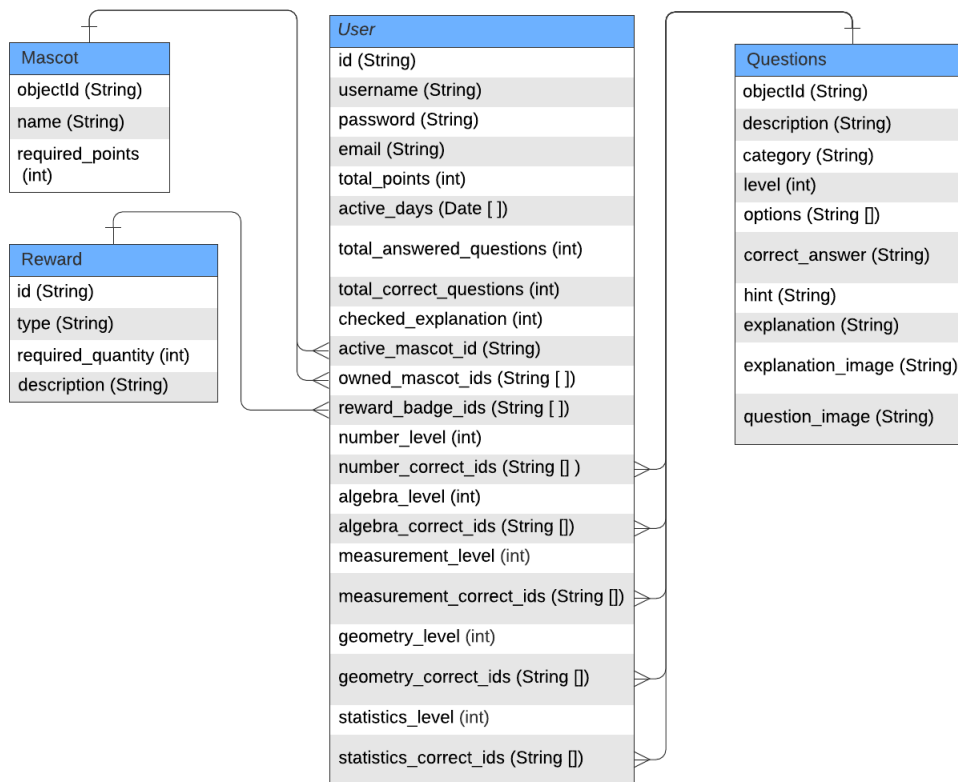 Mascot
objectId (String)
name (String)
required_points
(int)
Reward
id (String)
type (String)
required_quantity (int)
description (String)
User
id (String)
username (String)
password (String)
email (String)
total_points (int)
active_days (Date [ ])
total_answered_questions (int)
total_correct_questions (int)
checked_explanation (int)
active_mascot_id (String)
owned_mascot_ids (String [ ])
reward_badge_ids (String [ ])
number_level (int)
number_correct_ids (String [] )
algebra_level (int)
algebra_correct_ids (String [])
measurement_level (int)
measurement_correct_ids (String [])
geometry_level (int)
geometry_correct_ids (String [])
statistics_level (int)
statistics_correct_ids (String [])
Questions
objectId (String)
description (String)
category (String)
level (int)
options (String [])
correct_answer (String)
hint (String)
explanation (String)
explanation_image (String)
question_image (String)